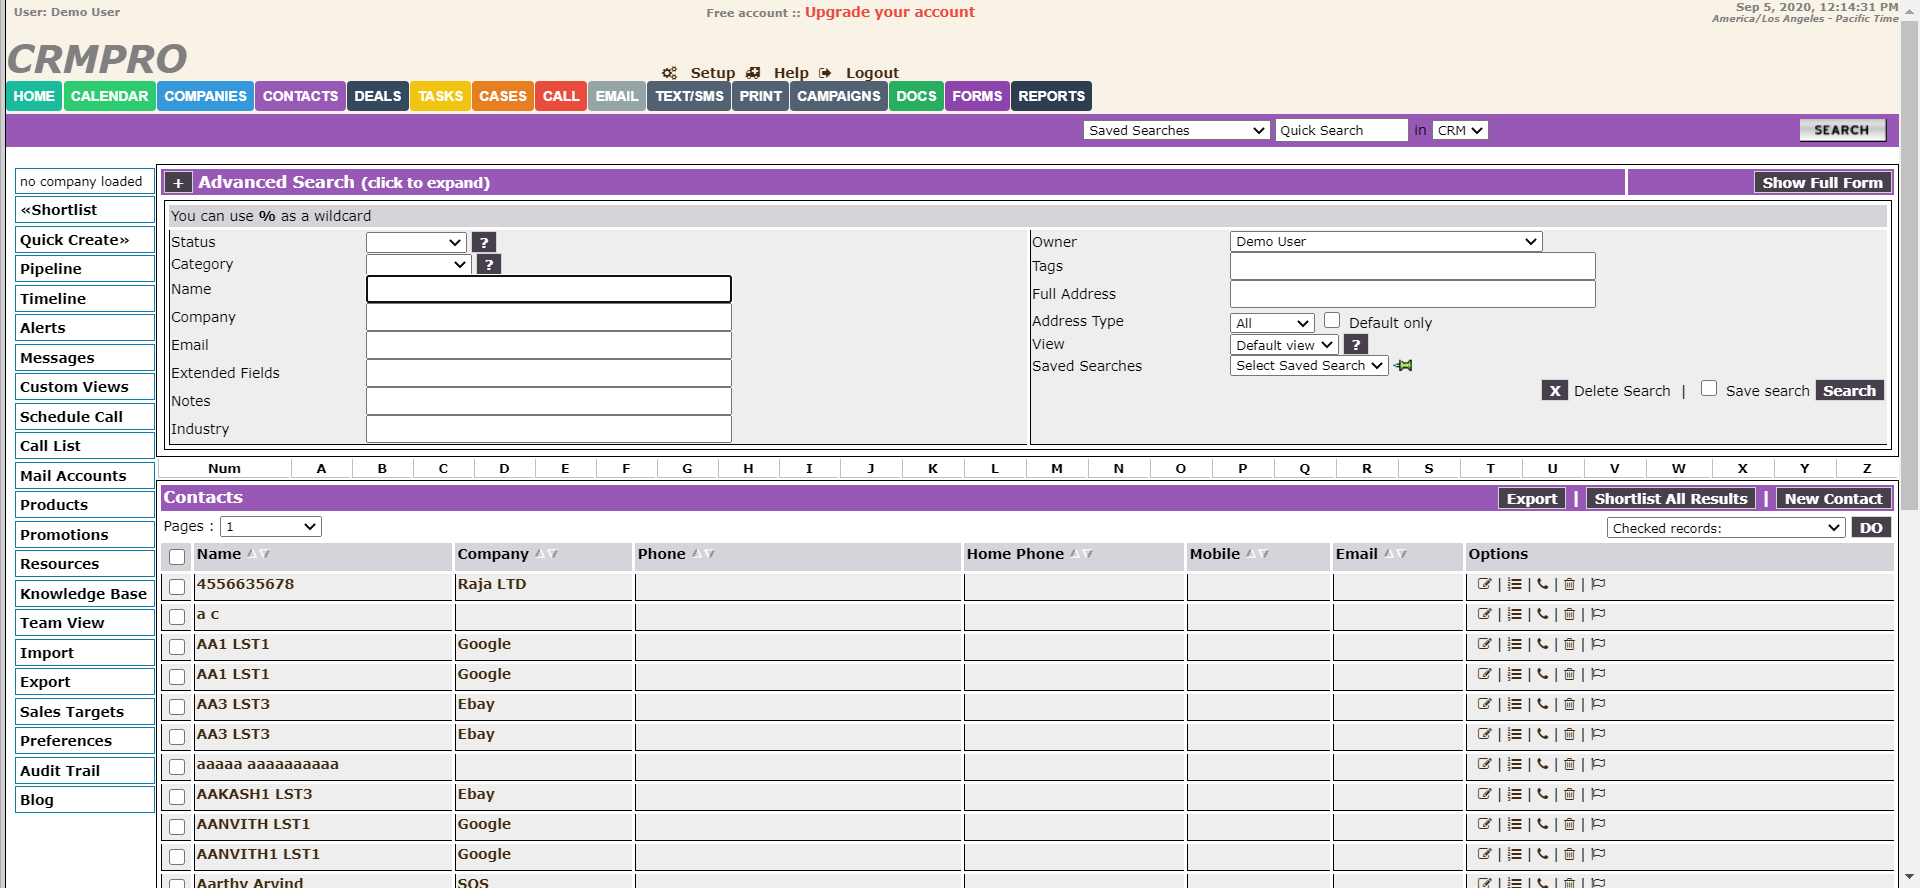 User: Demo User
Free account :: Upgrade your account
Sep 5, 2020, 12:14:31 PM
America/Los Angeles - Pacific Time
CRMPRO
Setup Help Logout
HOME CALENDAR COMPANIES CONTACTS DEALS TASKS CASES CALL EMAIL TEXT/SMS PRINT CAMPAIGNS DOCS FORMS REPORTS
Saved Searches Quick Search in CRM SEARCH
no company loaded
«Shortlist
Quick Create»
Pipeline
Timeline
Alerts
Messages
Custom Views
Schedule Call
Call List
Mail Accounts
Products
Promotions
Resources
Knowledge Base
Team View
Import
Export
Sales Targets
Preferences
Audit Trail
Blog
+ Advanced Search (click to expand) Show Full Form
You can use % as a wildcard
Status ?
Category ?
Name
Company
Email
Extended Fields
Notes
Industry
Owner Demo User
Tags
Full Address
Address Type All Default only
View Default view ?
Saved Searches Select Saved Search
X Delete Search | Save search Search
Num A B C D E F G H I J K L M N O P Q R S T U V W X Y Z
Contacts Export | Shortlist All Results | New Contact
Pages : 1 Checked records: DO
Name Company Phone Home Phone Mobile Email Options
4556635678 Raja LTD | | | |
a c | | | |
AA1 LST1 Google | | | |
AA1 LST1 Google | | | |
AA3 LST3 Ebay | | | |
AA3 LST3 Ebay | | | |
aaaaa aaaaaaaaaa | | | |
AAKASH1 LST3 Ebay | | | |
AANVITH LST1 Google | | | |
AANVITH1 LST1 Google | | | |
Aarthy Arvind SOS | | | |